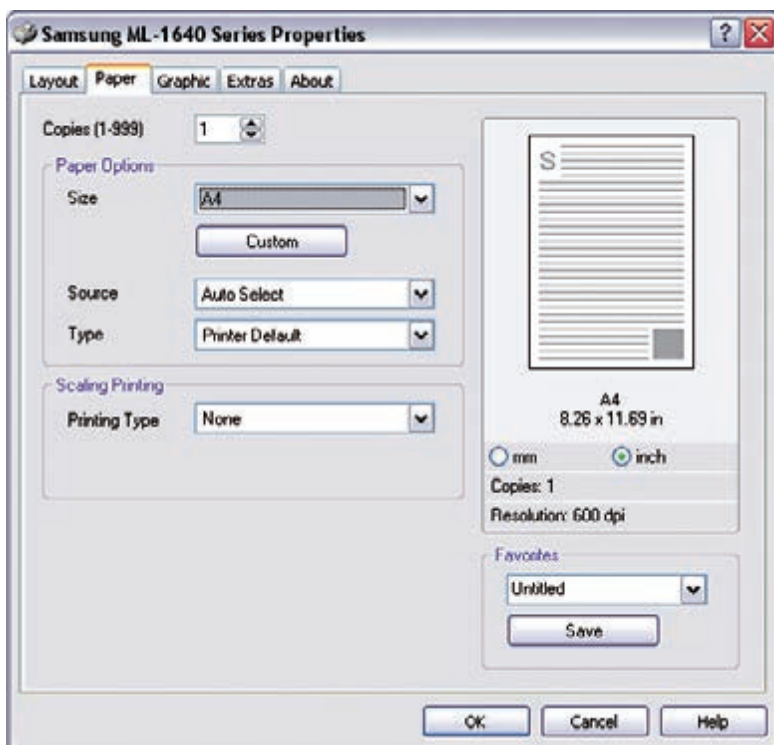 Samsung ML-1640 Series Properties
Layout Paper Graphic Extras About
Copies (1-999) 1
Paper Options
Size A4
Custom
Source Auto Select
Type Printer Default
Scaling Printing
Printing Type None
S
A4
8.26 x 11.69 in
mm inch
Copies: 1
Resolution: 600 dpi
Favorites
Untitled
Save
OK Cancel Help